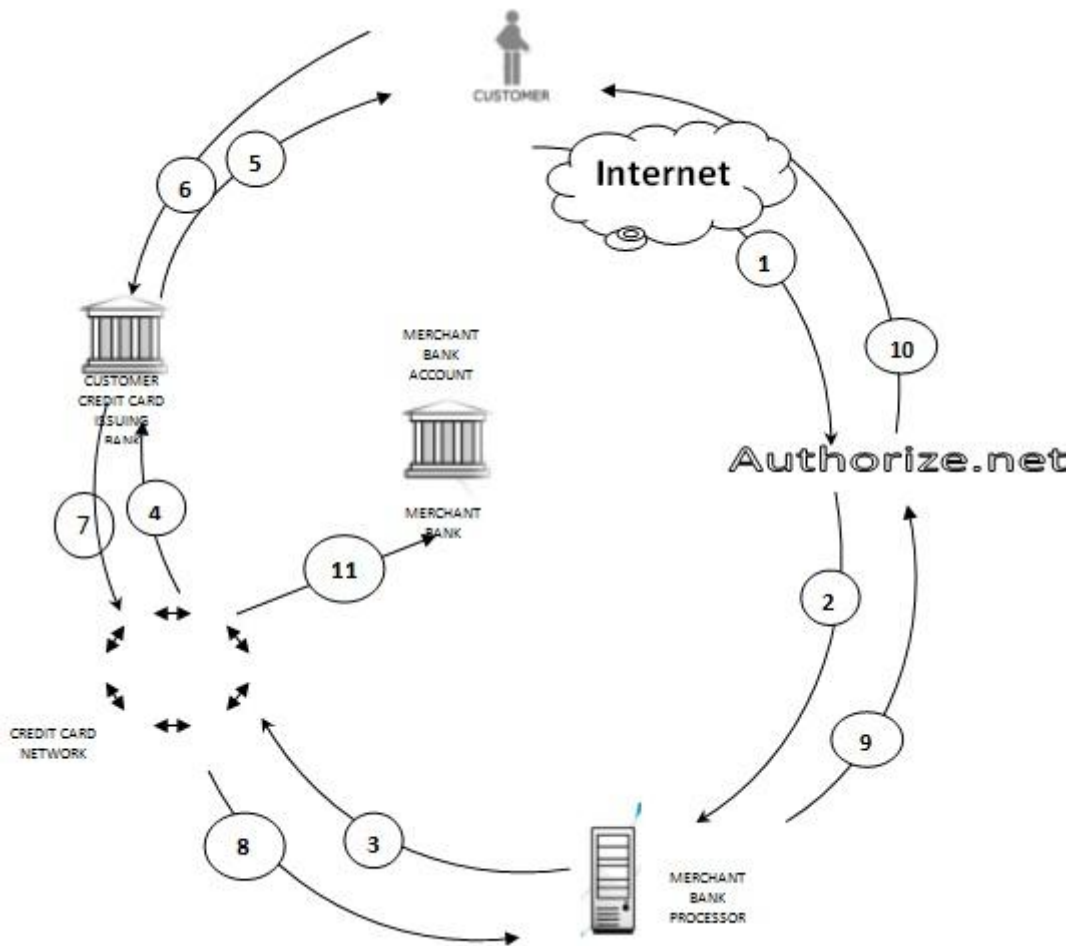 CUSTOMER
Internet
5
6
1
10
MERCHANT
BANK
ACCOUNT
CUSTOMER
CREDIT CARD
ISSUING
BANK
Authorize.net
7
4
MERCHANT
BANK
11
2
CREDIT CARD
NETWORK
9
8
3
MERCHANT
BANK
PROCESSOR